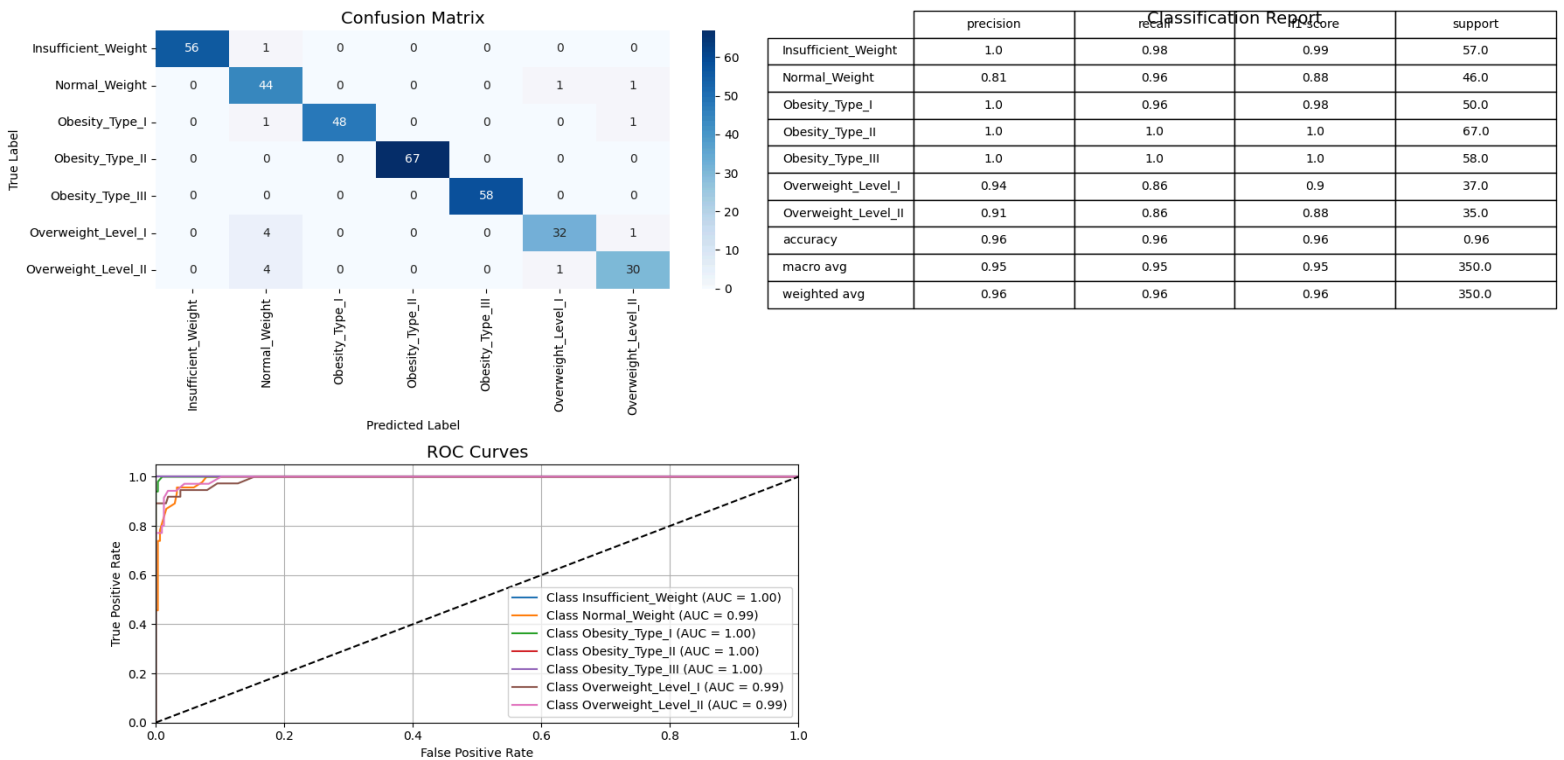 Confusion Matrix
True Label
Insufficient_Weight 56 1 0 0 0 0 0
Normal_Weight 0 44 0 0 0 1 1
Obesity_Type_I 0 1 48 0 0 0 1
Obesity_Type_II 0 0 0 67 0 0 0
Obesity_Type_III 0 0 0 0 58 0 0
Overweight_Level_I 0 4 0 0 0 32 1
Overweight_Level_II 0 4 0 0 0 1 30
Insufficient_Weight
Normal_Weight
Obesity_Type_I
Obesity_Type_II
Obesity_Type_III
Overweight_Level_I
Overweight_Level_II
Predicted Label
60
50
40
30
20
10
0
Classification Report
precision recall f1-score support
Insufficient_Weight 1.0 0.98 0.99 57.0
Normal_Weight 0.81 0.96 0.88 46.0
Obesity_Type_I 1.0 0.96 0.98 50.0
Obesity_Type_II 1.0 1.0 1.0 67.0
Obesity_Type_III 1.0 1.0 1.0 58.0
Overweight_Level_I 0.94 0.86 0.9 37.0
Overweight_Level_II 0.91 0.86 0.88 35.0
accuracy 0.96 0.96 0.96 0.96
macro avg 0.95 0.95 0.95 350.0
weighted avg 0.96 0.96 0.96 350.0
ROC Curves
True Positive Rate
1.0
0.8
0.6
0.4
0.2
0.0
0.0 0.2 0.4 0.6 0.8 1.0
False Positive Rate
Class Insufficient_Weight (AUC = 1.00)
Class Normal_Weight (AUC = 0.99)
Class Obesity_Type_I (AUC = 1.00)
Class Obesity_Type_II (AUC = 1.00)
Class Obesity_Type_III (AUC = 1.00)
Class Overweight_Level_I (AUC = 0.99)
Class Overweight_Level_II (AUC = 0.99)